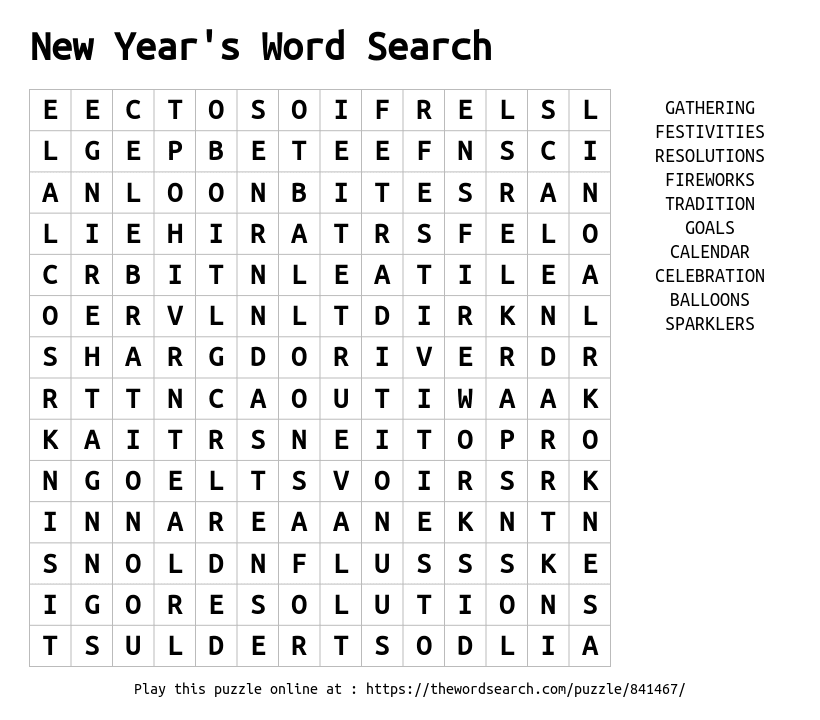 New Year's Word Search
E E C T O S O I F R E L S L
L G E P B E T E E F N S C I
A N L O O N B I T E S R A N
L I E H I R A T R S F E L O
C R B I T N L E A T I L E A
O E R V L N L T D I R K N L
S H A R G D O R I V E R D R
R T T N C A O U T I W A A K
K A I T R S N E I T O P R O
N G O E L T S V O I R S R K
I N N A R E A A N E K N T N
S N O L D N F L U S S S K E
I G O R E S O L U T I O N S
T S U L D E R T S O D L I A
GATHERING
FESTIVITIES
RESOLUTIONS
FIREWORKS
TRADITION
GOALS
CALENDAR
CELEBRATION
BALLOONS
SPARKLERS
Play this puzzle online at : https://thewordsearch.com/puzzle/841467/